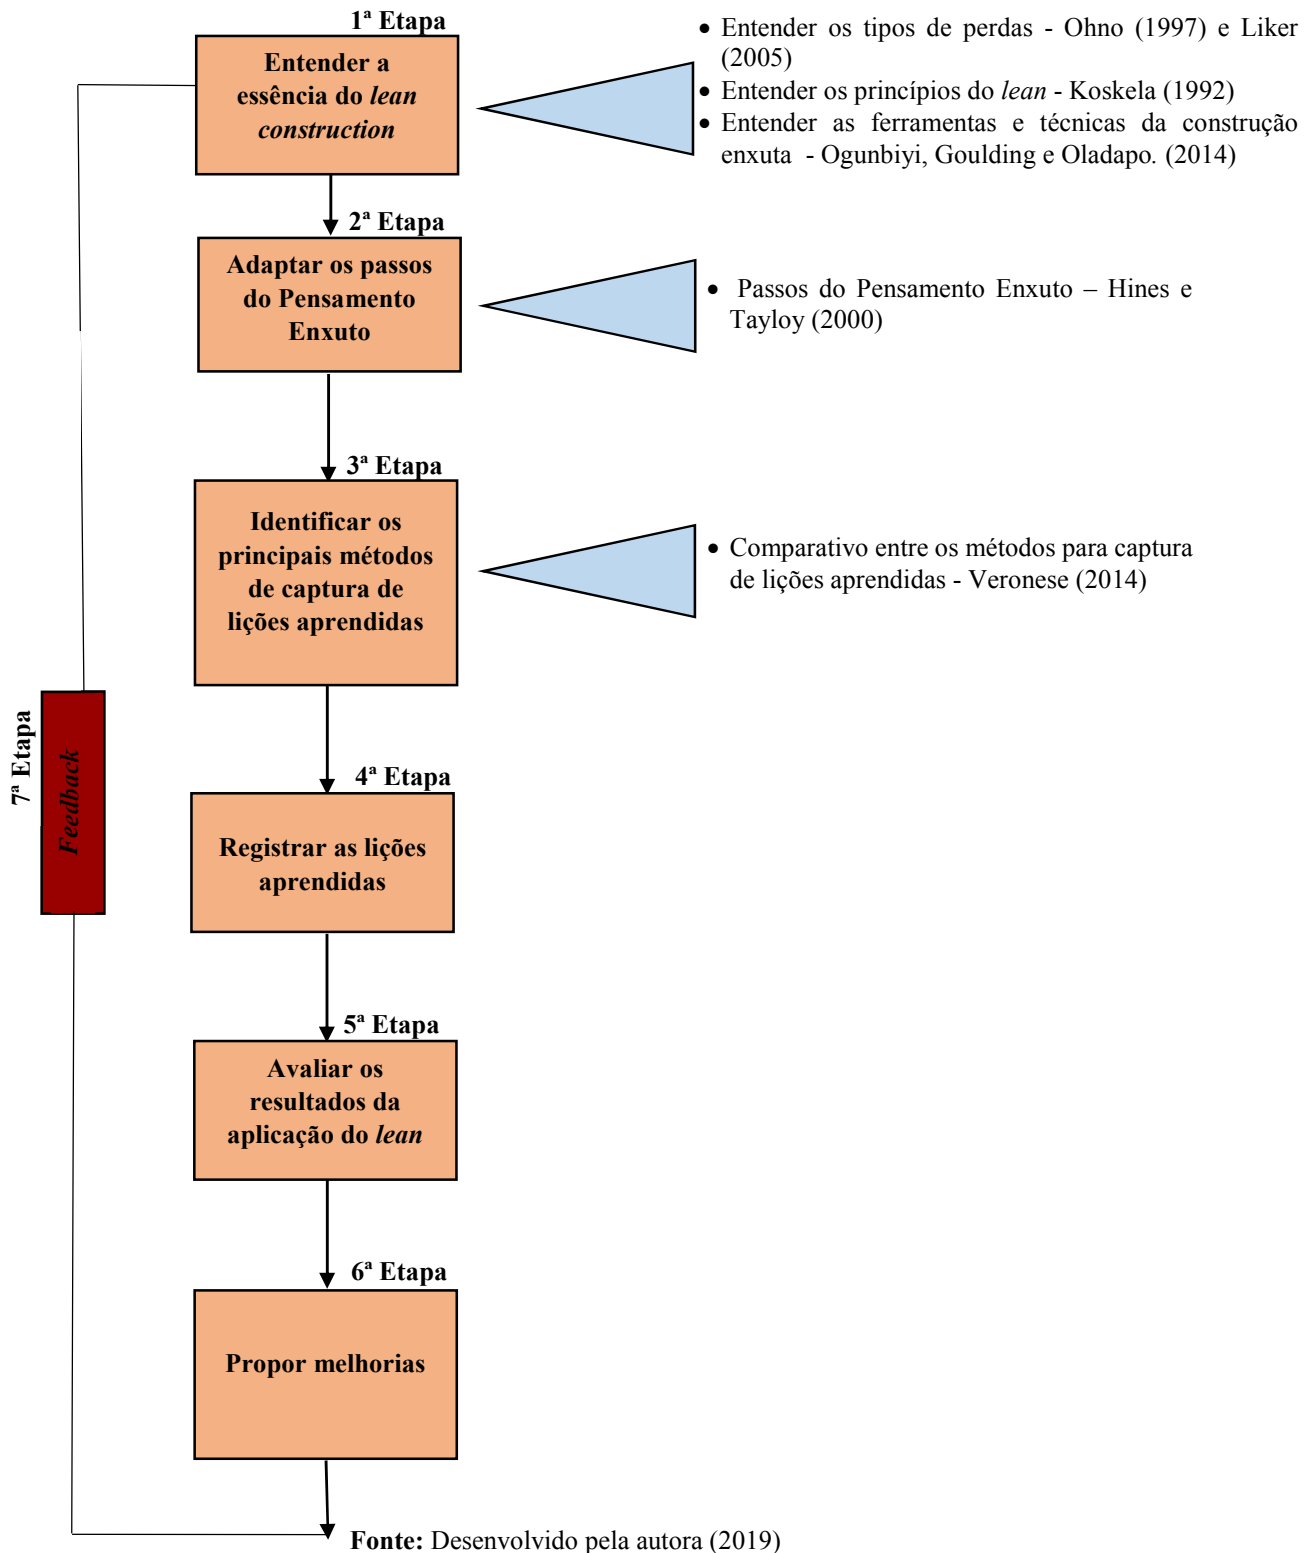 1ª Etapa
Entender a
essência do lean
construction
• Entender os tipos de perdas - Ohno (1997) e Liker
(2005)
• Entender os princípios do lean - Koskela (1992)
• Entender as ferramentas e técnicas da construção
enxuta - Ogunbiyi, Goulding e Oladapo. (2014)
2ª Etapa
Adaptar os passos
do Pensamento
Enxuto
• Passos do Pensamento Enxuto – Hines e
Tayloy (2000)
3ª Etapa
Identificar os
principais métodos
de captura de
lições aprendidas
• Comparativo entre os métodos para captura
de lições aprendidas - Veronese (2014)
4ª Etapa
Registrar as lições
aprendidas
5ª Etapa
Avaliar os
resultados da
aplicação do lean
6ª Etapa
Propor melhorias
7ª Etapa
Feedback
Fonte: Desenvolvido pela autora (2019)